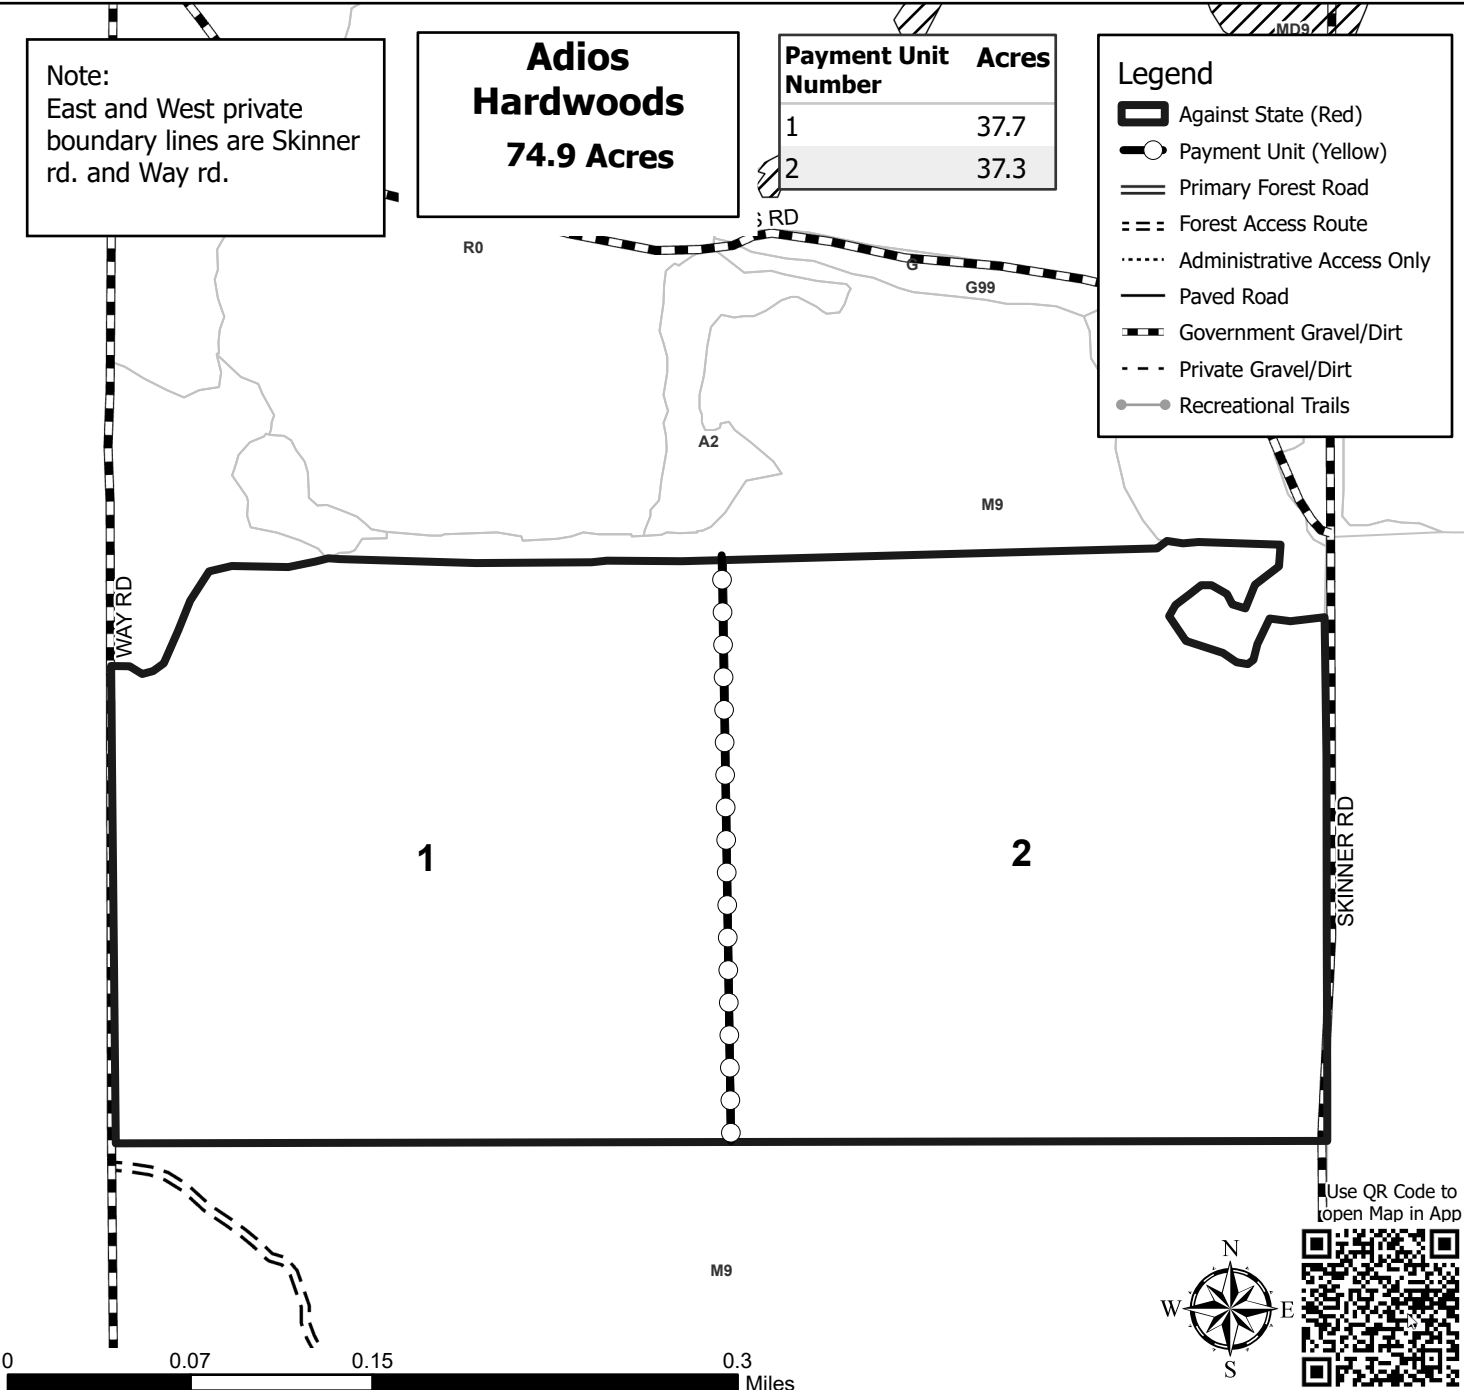 MD9
Note:
East and West private
boundary lines are Skinner
rd. and Way rd.
Adios
Hardwoods
74.9 Acres
Payment Unit Number Acres
1 37.7
2 37.3
Legend
Against State (Red)
Payment Unit (Yellow)
Primary Forest Road
Forest Access Route
Administrative Access Only
Paved Road
Government Gravel/Dirt
Private Gravel/Dirt
Recreational Trails
RD
R0
G
G99
A2
M9
WAY RD
1
2
SKINNER RD
Use QR Code to
open Map in App
M9
N
W E
S
0 0.07 0.15 0.3
Miles